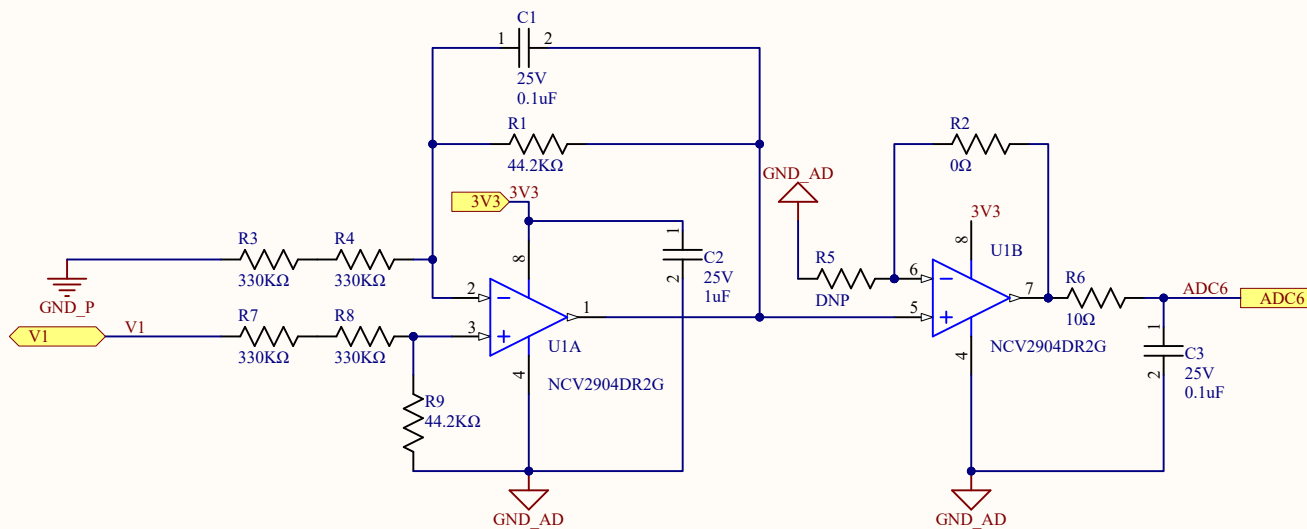 C1
1
2
25V
0.1uF
R1
44.2KΩ
R2
0Ω
GND_AD
3V3
3V3
3V3
1
C2
25V
1uF
2
8
8
U1B
R3
330KΩ
R4
330KΩ
R5
DNP
6
7
R6
10Ω
ADC6
ADC6
GND_P
2
1
5
V1
V1
R7
330KΩ
R8
330KΩ
3
U1A
NCV2904DR2G
4
NCV2904DR2G
4
1
C3
25V
0.1uF
2
R9
44.2KΩ
GND_AD
GND_AD